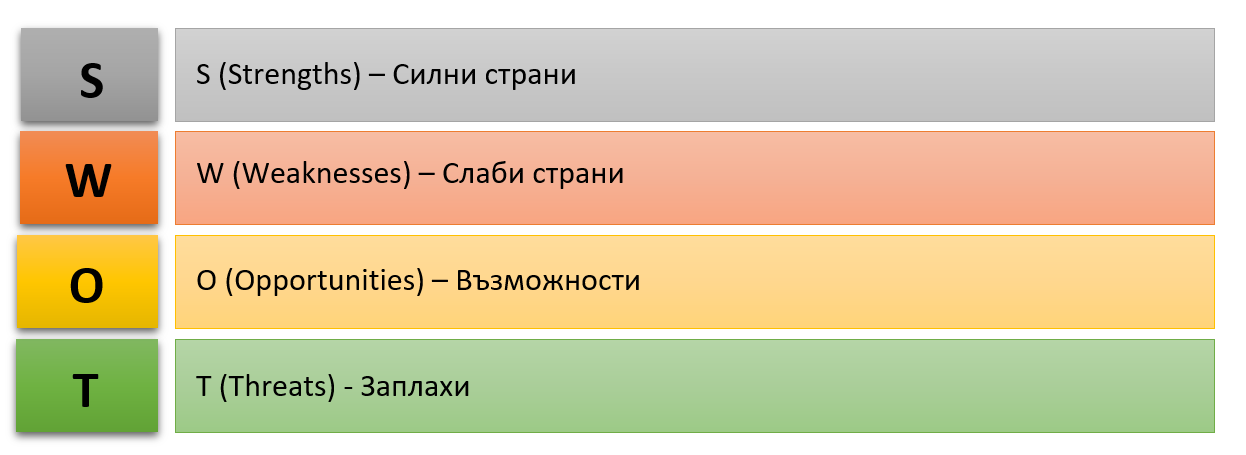 S
S (Strengths) – Силни страни
W
W (Weaknesses) – Слаби страни
O
O (Opportunities) – Възможности
T
T (Threats) - Заплахи